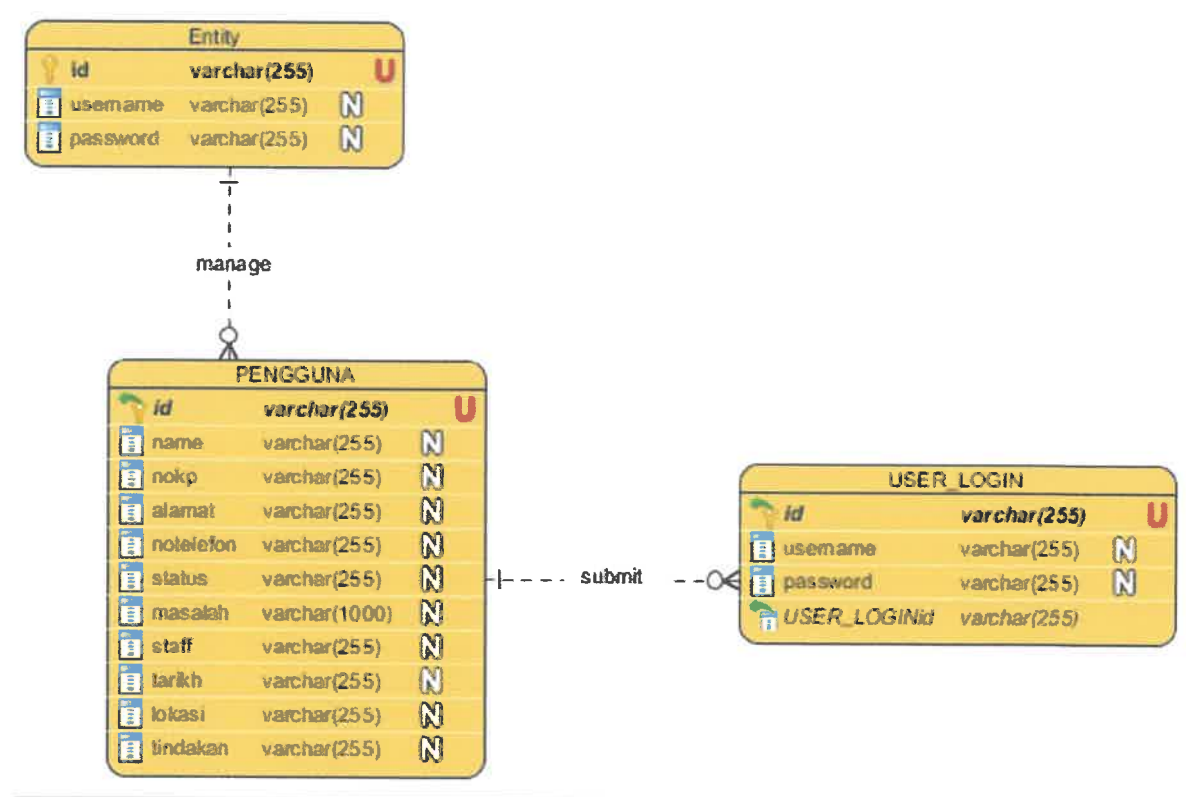 Entity
id varchar(255) U
username varchar(255) N
password varchar(255) N
manage
PENGGUNA
id varchar(255) U
name varchar(255) N
nokp varchar(255) N
alamat varchar(255) N
notelefon varchar(255) N
status varchar(255) N
masalah varchar(1000) N
staff varchar(255) N
tarikh varchar(255) N
lokasi varchar(255) N
tindakan varchar(255) N
submit
USER_LOGIN
id varchar(255) U
username varchar(255) N
password varchar(255) N
USER_LOGINid varchar(255)